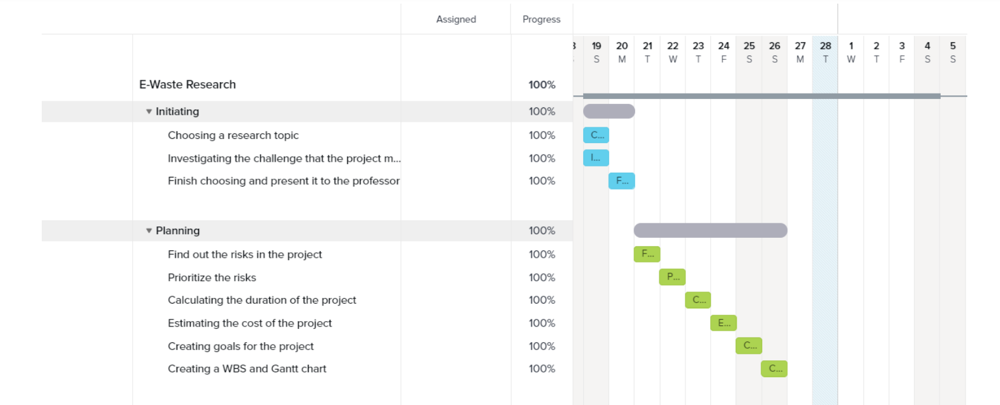 Assigned Progress
19 20 21 22 23 24 25 26 27 28 1 2 3 4 5
S M T W T F S S M T W T F S S
E-Waste Research 100%
▼ Initiating 100%
Choosing a research topic 100% C...
Investigating the challenge that the project m... 100% I...
Finish choosing and present it to the professor 100% F...
▼ Planning 100%
Find out the risks in the project 100% F...
Prioritize the risks 100% P...
Calculating the duration of the project 100% C...
Estimating the cost of the project 100% E...
Creating goals for the project 100% C...
Creating a WBS and Gantt chart 100% C...